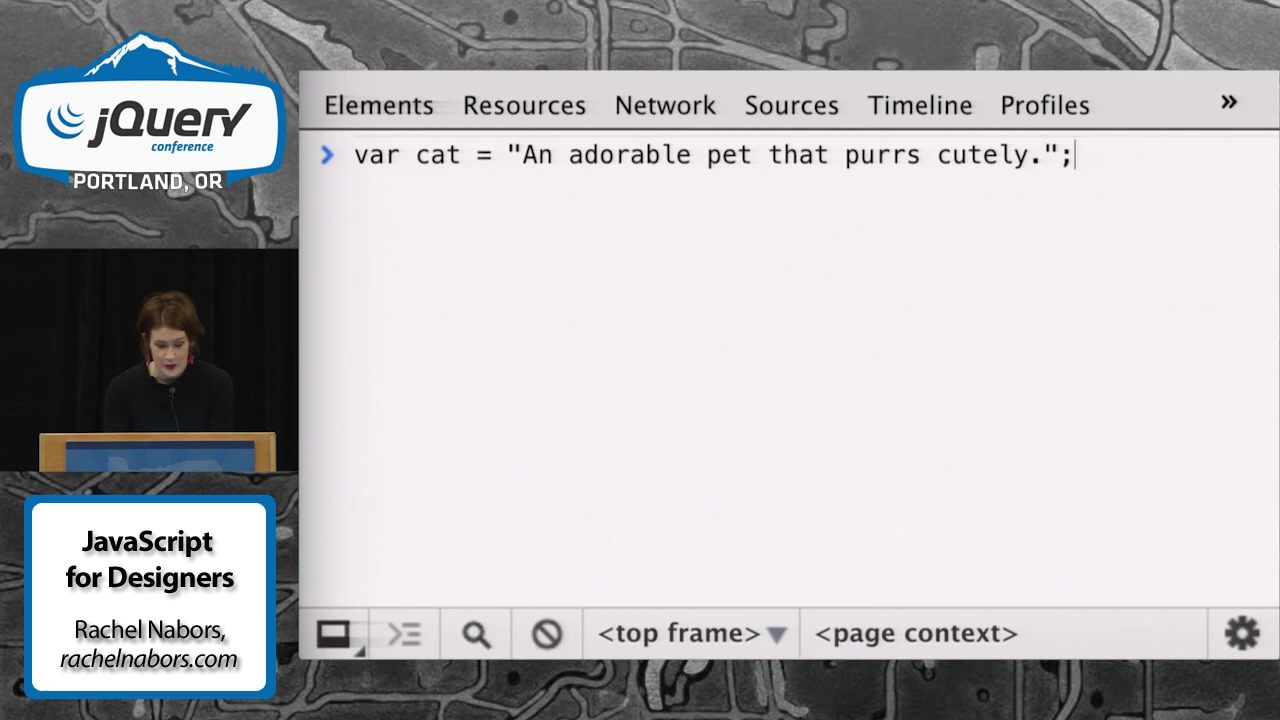 jQuery
conference
PORTLAND, OR
Elements Resources Network Sources Timeline Profiles »
> var cat = "An adorable pet that purrs cutely.";
<top frame> <page context>
JavaScript
for Designers
Rachel Nabors,
rachelnabors.com